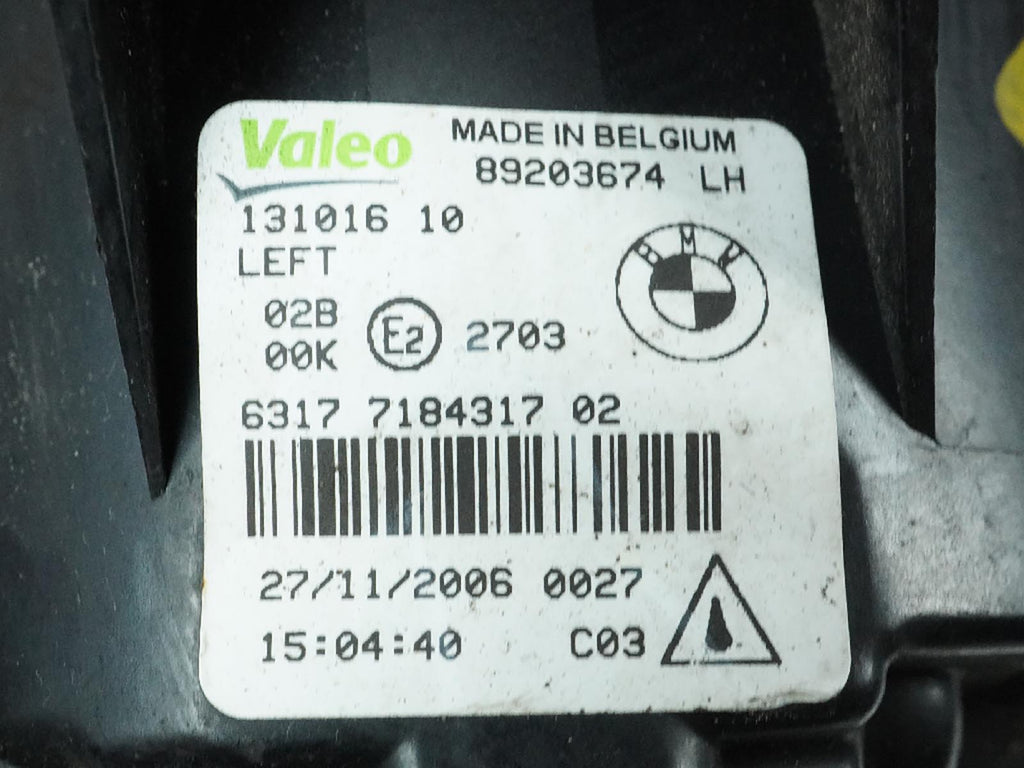 Valeo
MADE IN BELGIUM
89203674 LH
131016 10
LEFT
BMW
02B
00K
E2
2703
6317 7184317 02
27/11/2006 0027
15:04:40
C03